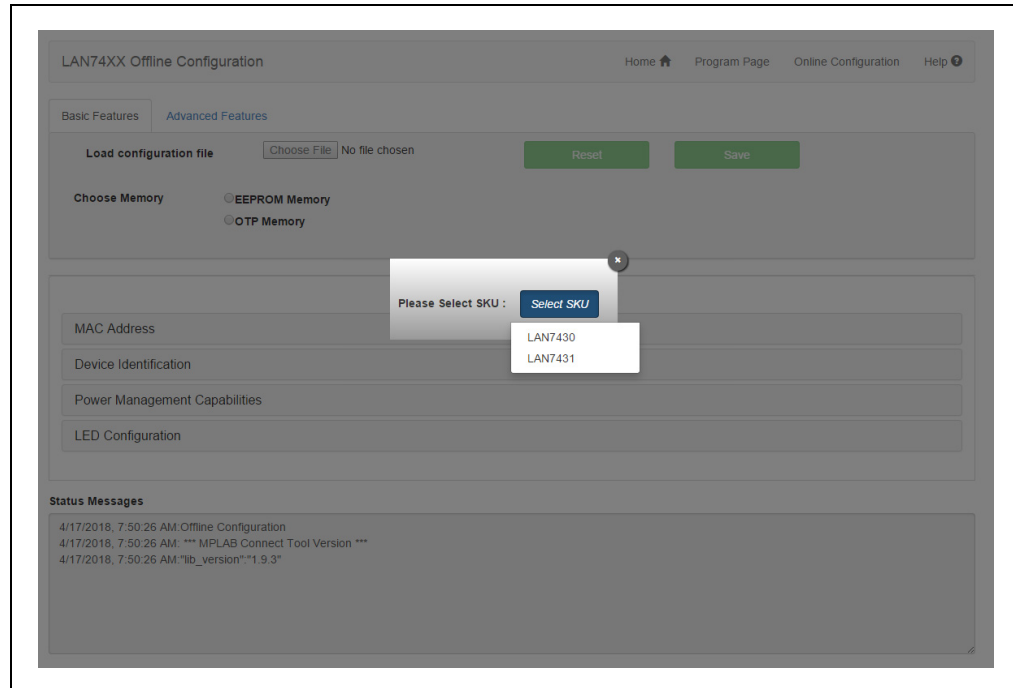 LAN74XX Offline Configuration Home Program Page Online Configuration Help ?
Basic Features Advanced Features
Load configuration file Choose File No file chosen Reset Save
Choose Memory EEPROM Memory
OTP Memory
×
Please Select SKU : Select SKU
LAN7430
LAN7431
MAC Address
Device Identification
Power Management Capabilities
LED Configuration
Status Messages
4/17/2018, 7:50:26 AM:Offline Configuration
4/17/2018, 7:50:26 AM: *** MPLAB Connect Tool Version ***
4/17/2018, 7:50:26 AM:"lib_version":"1.9.3"